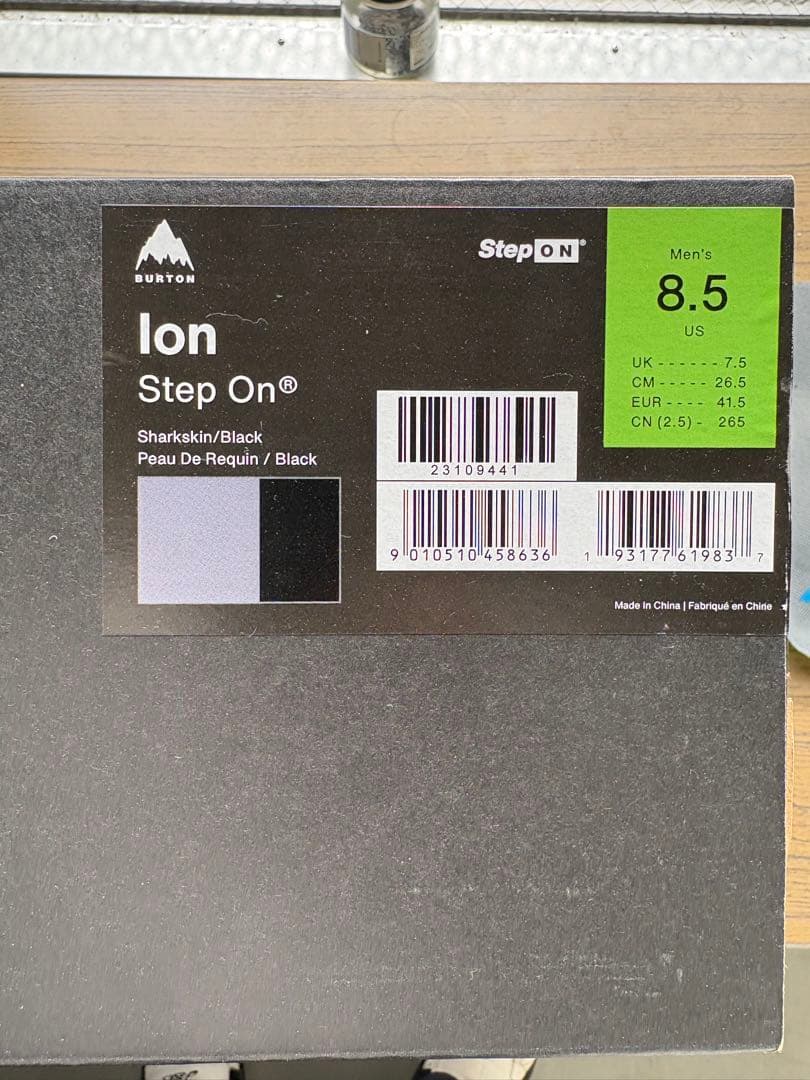 BURTON
StepON®
Ion
Step On®
Sharkskin/Black
Peau De Requin / Black
Men's
8.5
US
UK - - - - - - 7.5
CM - - - - - 26.5
EUR - - - - 41.5
CN (2.5) - 265
23109441
9 010510 458636
1 93177 61983 7
Made in China | Fabriqué en Chine